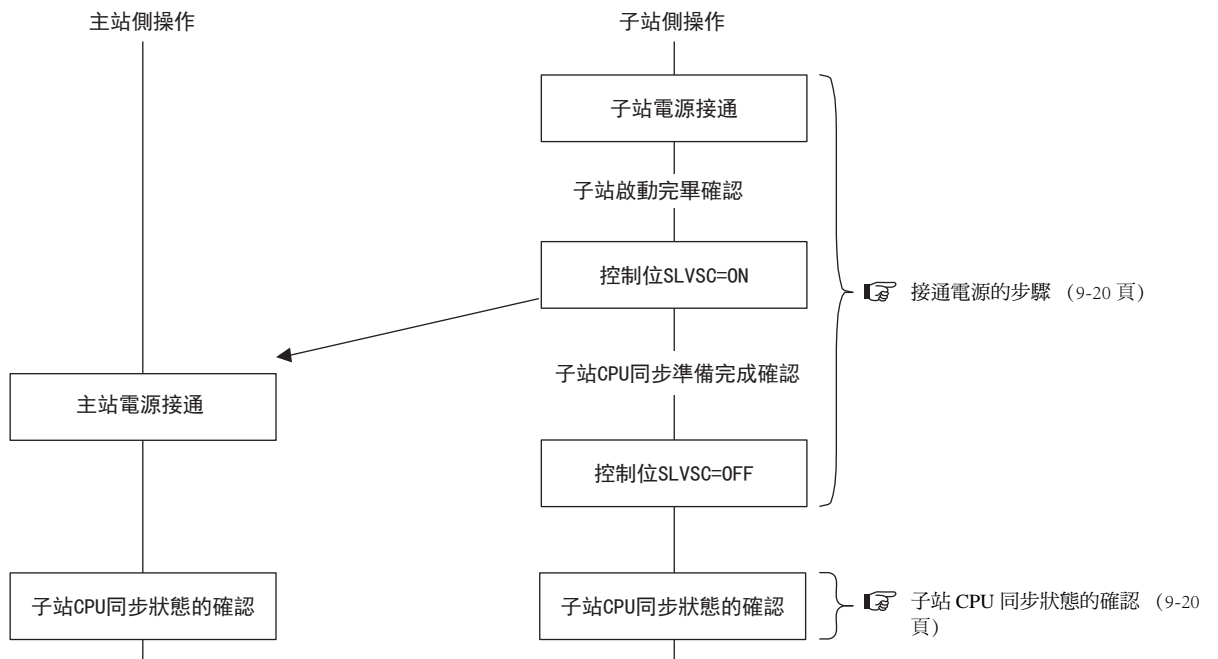 主站側操作
子站側操作
子站電源接通
子站啟動完畢確認
控制位SLVSC=ON
☞ 接通電源的步驟 (9-20 頁)
子站CPU同步準備完成確認
主站電源接通
控制位SLVSC=OFF
子站CPU同步狀態的確認
子站CPU同步狀態的確認
☞ 子站 CPU 同步狀態的確認 (9-20
頁)